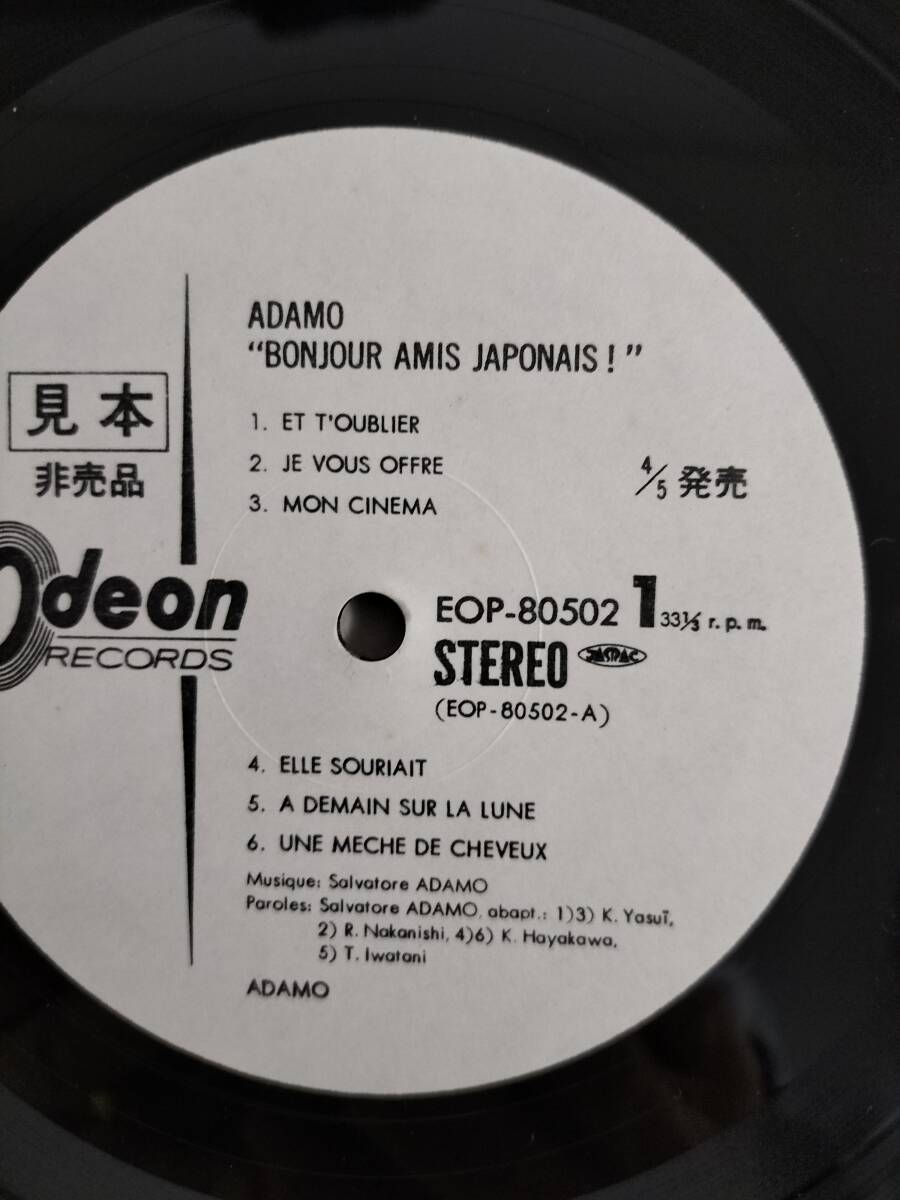 ADAMO
“BONJOUR AMIS JAPONAIS！”
見本
非売品
1. ET T'OUBLIER
2. JE VOUS OFFRE
3. MON CINEMA
4/5 発売
Odeon
RECORDS
EOP-80502 1 33⅓ r.p.m.
STEREO JASRAC
(EOP-80502-A)
4. ELLE SOURIAIT
5. A DEMAIN SUR LA LUNE
6. UNE MECHE DE CHEVEUX
Musique: Salvatore ADAMO
Paroles: Salvatore ADAMO, abapt.: 1)3) K. Yasuï,
2) R. Nakanishi, 4)6) K. Hayakawa,
5) T. Iwatani
ADAMO